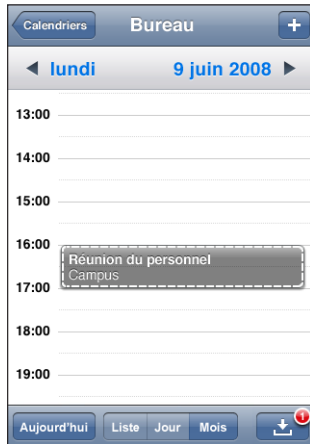 Calendriers Bureau +
lundi 9 juin 2008
13:00
14:00
15:00
16:00
Réunion du personnel
Campus
17:00
18:00
19:00
Aujourd'hui Liste Jour Mois 1